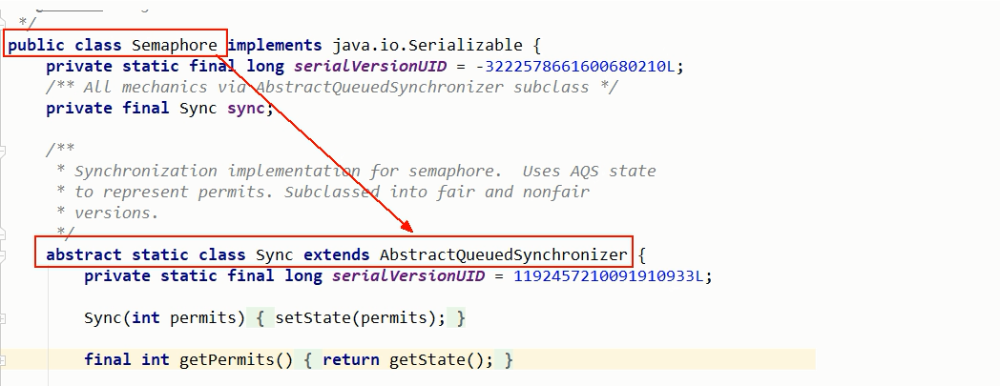 */
public class Semaphore implements java.io.Serializable {
private static final long serialVersionUID = -3222578661600680210L;
/** All mechanics via AbstractQueuedSynchronizer subclass */
private final Sync sync;
/**
* Synchronization implementation for semaphore.  Uses AQS state
* to represent permits. Subclassed into fair and nonfair
* versions.
*/
abstract static class Sync extends AbstractQueuedSynchronizer {
private static final long serialVersionUID = 1192457210091910933L;
Sync(int permits) { setState(permits); }
final int getPermits() { return getState(); }